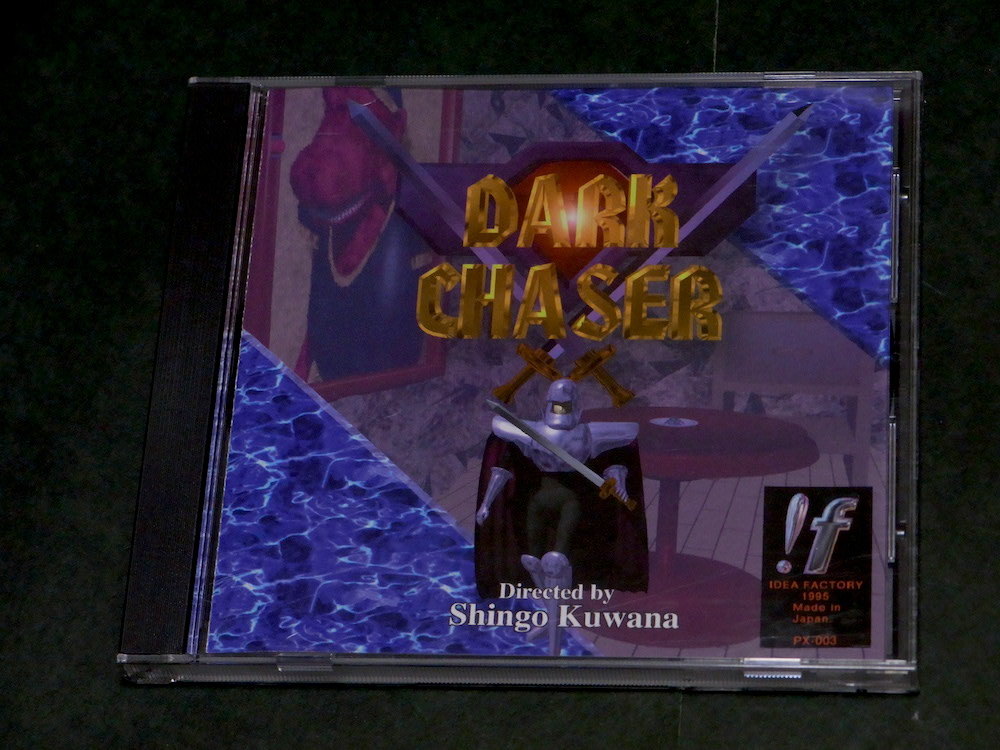 DARK
CHASER
Directed by
Shingo Kuwana
!f
IDEA FACTORY
1995
Made in
Japan.
PX-003